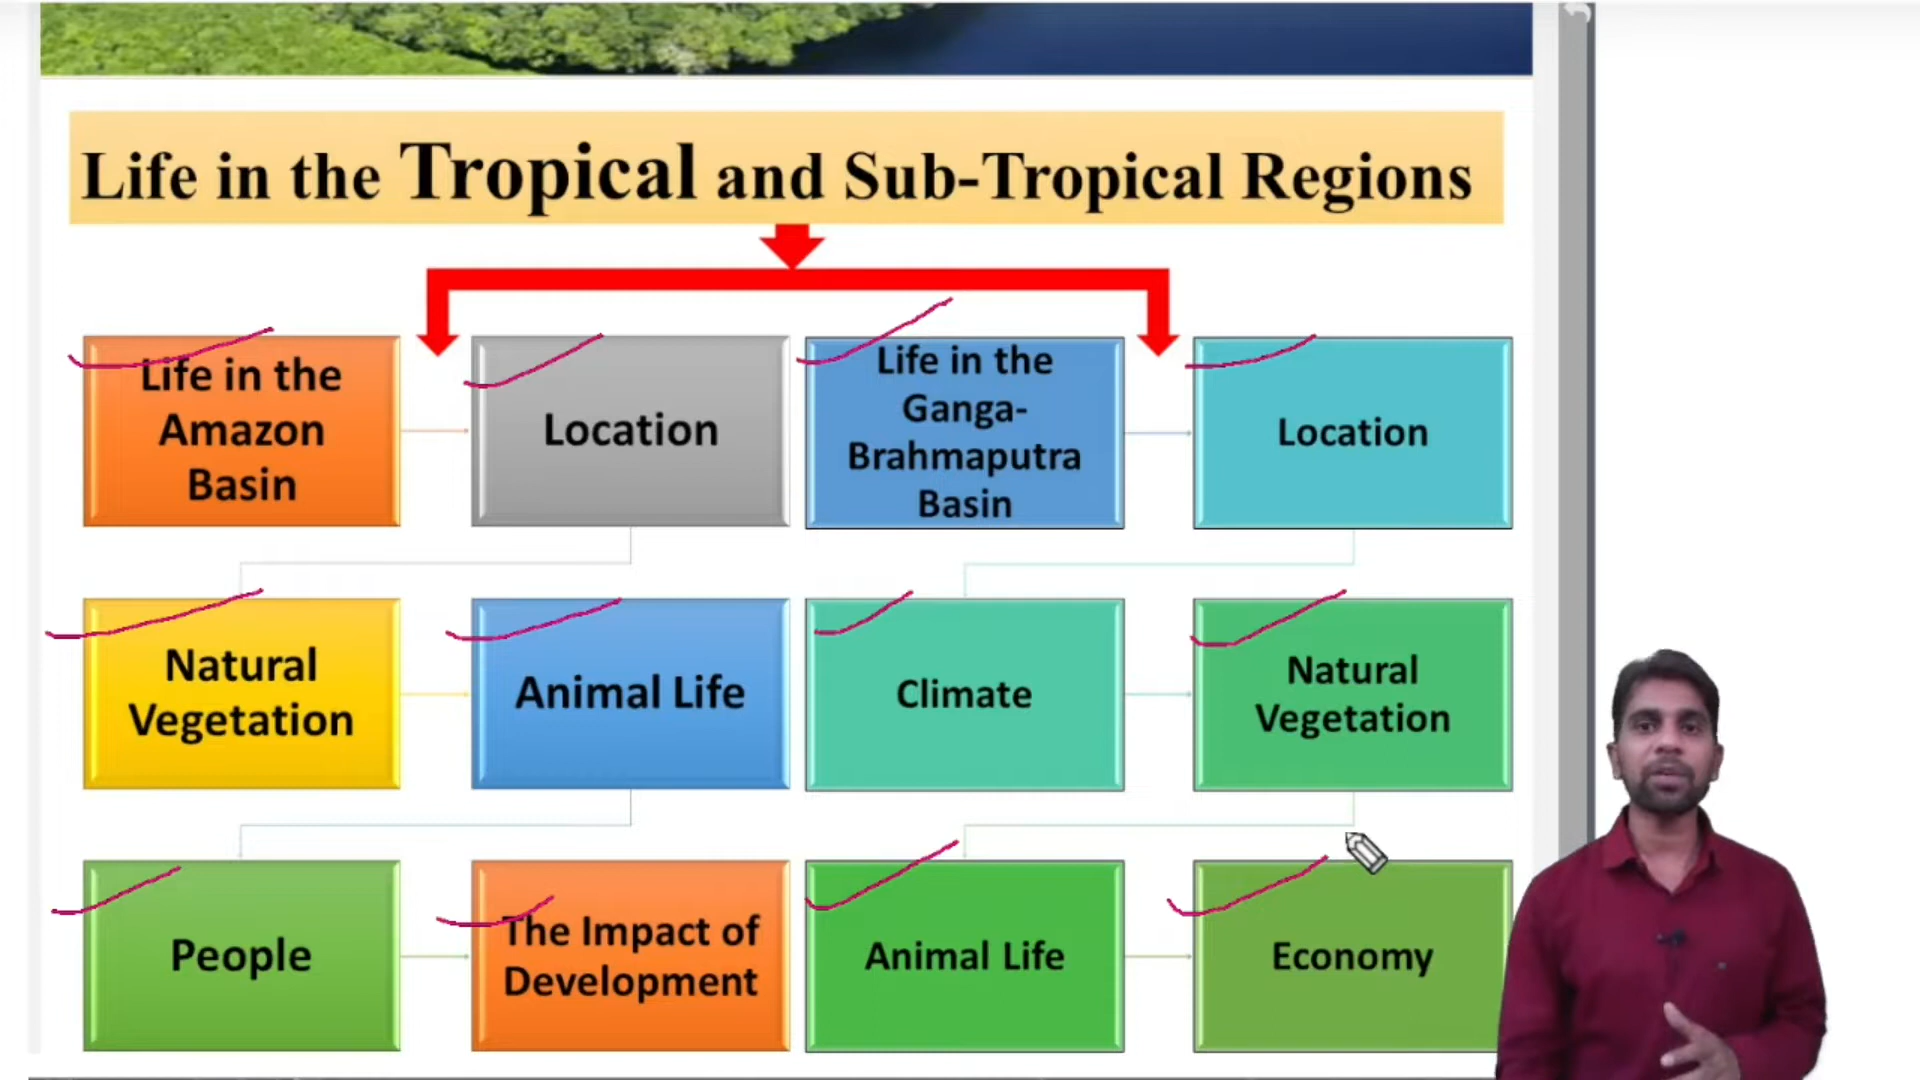 Life in the Tropical and Sub-Tropical Regions
Life in the
Amazon
Basin
Location
Life in the
Ganga-
Brahmaputra
Basin
Location
Natural
Vegetation
Animal Life
Climate
Natural
Vegetation
People
The Impact of
Development
Animal Life
Economy